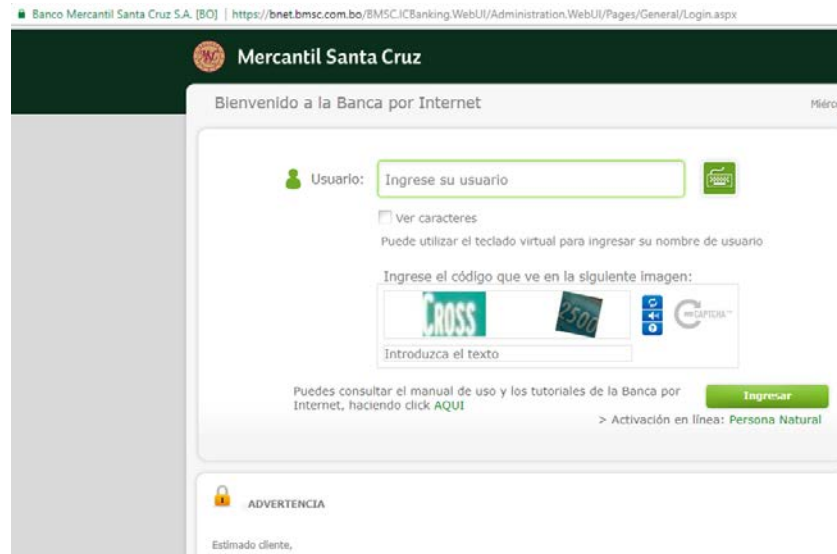 Banco Mercantil Santa Cruz S.A. [BO] | https://bnet.bmsc.com.bo/BMSC.ICBanking.WebUI/Administration.WebUI/Pages/General/Login.aspx
Mercantil Santa Cruz
Bienvenido a la Banca por Internet
Usuario: Ingrese su usuario
Ver caracteres
Puede utilizar el teclado virtual para ingresar su nombre de usuario
Ingrese el código que ve en la siguiente imagen:
CROSS 2500
Introduzca el texto
Puedes consultar el manual de uso y los tutoriales de la Banca por
Internet, haciendo click AQUI
Ingresar
> Activación en línea: Persona Natural
ADVERTENCIA
Estimado cliente,